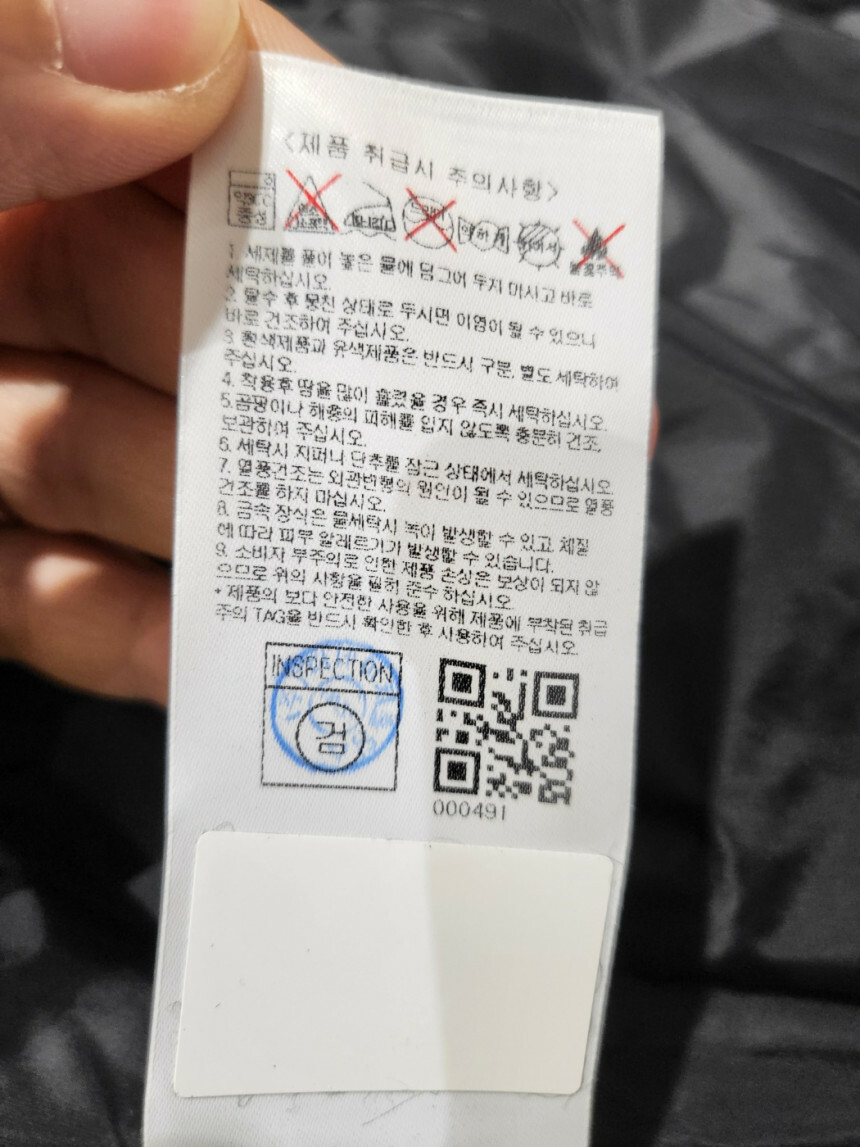 <제품 취급시 주의사항>
약하게
1. 세제를 풀어 놓은 물에 담그어 두지 마시고 바로
세탁하십시오.
2. 탈수 후 뭉친 상태로 두시면 이염이 될 수 있으니
바로 건조하여 주십시오.
3. 흰색제품과 유색제품은 반드시 구분, 별도 세탁하여
주십시오.
4. 착용후 땀을 많이 흘렸을 경우 즉시 세탁하십시오.
5. 곰팡이나 해충의 피해를 입지 않도록 충분히 건조,
보관하여 주십시오.
6. 세탁시 지퍼나 단추를 잠근 상태에서 세탁하십시오.
7. 열풍건조는 외관변형의 원인이 될 수 있으므로 열풍
건조를 하지 마십시오.
8. 금속 장식은 물세탁시 녹이 발생할 수 있고, 체질
에 따라 피부 알레르기가 발생할 수 있습니다.
9. 소비자 부주의로 인한 제품 손상은 보상이 되지 않
으므로 위의 사항을 필히 준수 하십시오.
* 제품의 보다 안전한 사용을 위해 제품에 부착된 취급
주의 TAG을 반드시 확인한 후 사용하여 주십시오.
INSPECTION
검
000491